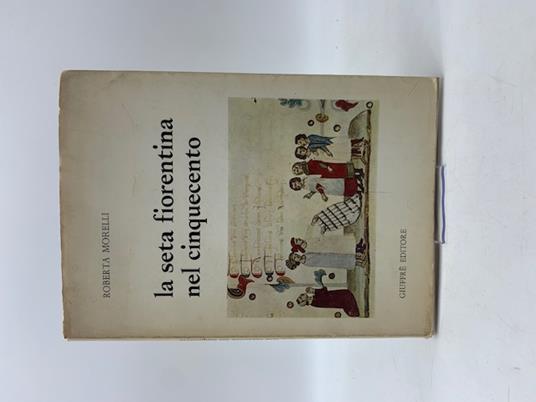 ROBERTA MORELLI
la seta fiorentina
nel cinquecento
GIUFFRÈ EDITORE